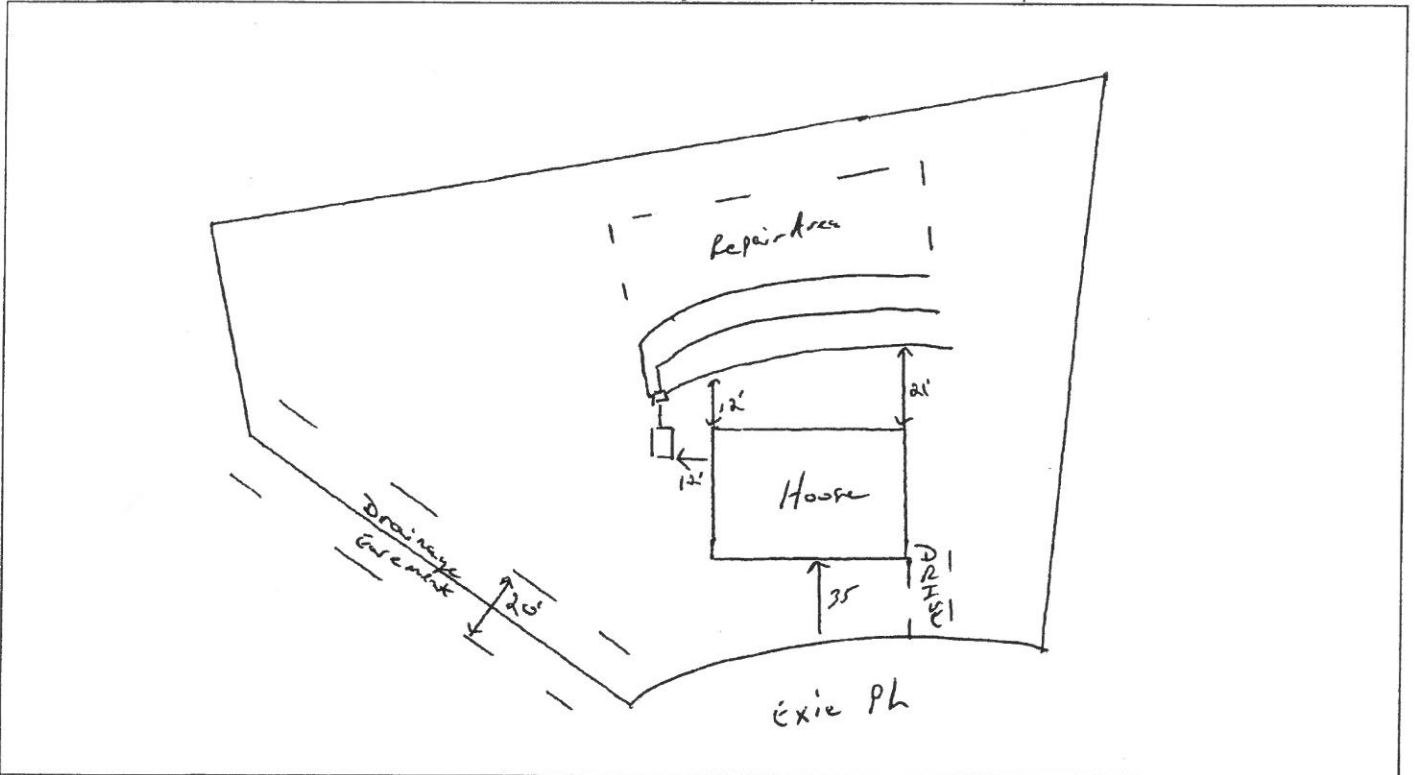 Repair Area
12'
21'
12'
House
Drainage
Easement
20'
35
DRIVE
Exie Pl